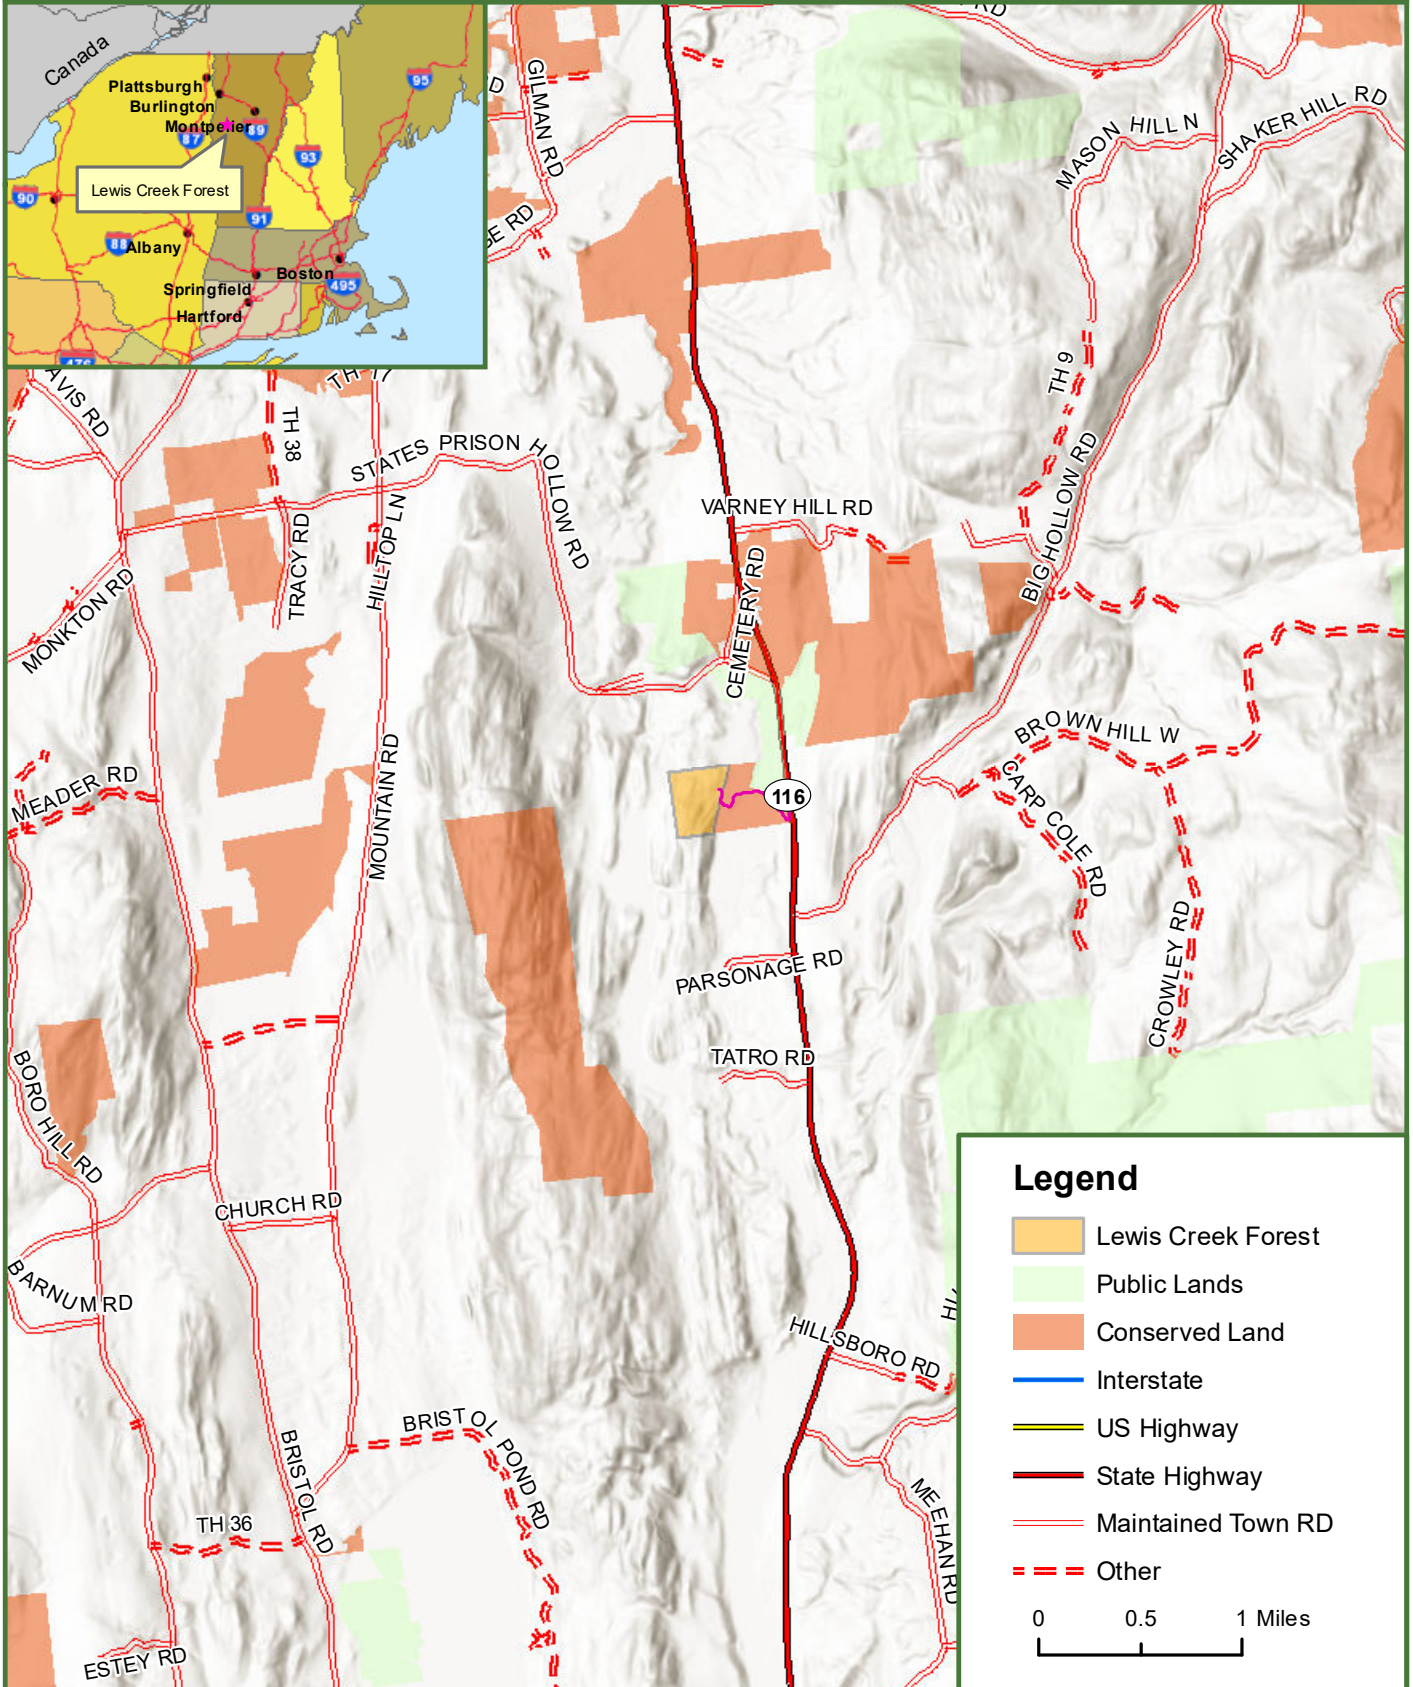 Canada
Plattsburgh
Burlington
Montpelier
87
89
95
93
90
Lewis Creek Forest
91
88
Albany
Boston
495
Springfield
Hartford
RD
GILMAN RD
MASON HILL N
SHAKER HILL RD
TH 9
BIG HOLLOW RD
TH 17
TH 38
STATES PRISON HOLLOW RD
HILLTOP LN
TRACY RD
MONKTON RD
VARNEY HILL RD
CEMETERY RD
MEADER RD
MOUNTAIN RD
116
BROWN HILL W
CARP COLE RD
CROWLEY RD
PARSONAGE RD
TATRO RD
BORO HILL RD
CHURCH RD
BARNUM RD
HILLSBORO RD
BRISTOL POND RD
BRISTOL RD
TH 36
MEEHAN RD
ESTEY RD
Legend
Lewis Creek Forest
Public Lands
Conserved Land
Interstate
US Highway
State Highway
Maintained Town RD
Other
0 0.5 1 Miles